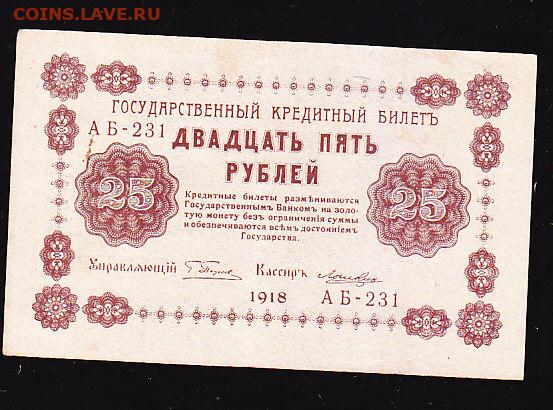 COINS.LAVE.RU
ГОСУДАРСТВЕННЫЙ КРЕДИТНЫЙ БИЛЕТЪ
АБ-231 ДВАДЦАТЬ ПЯТЬ
РУБЛЕЙ
25
25
Кредитные билеты размѣниваются
Государственнымъ Банкомъ на золо-
тую монету безъ ограниченія суммы
и обезпечиваются всѣмъ достояніемъ
Государства.
Управляющій
Кассиръ
1918 АБ-231